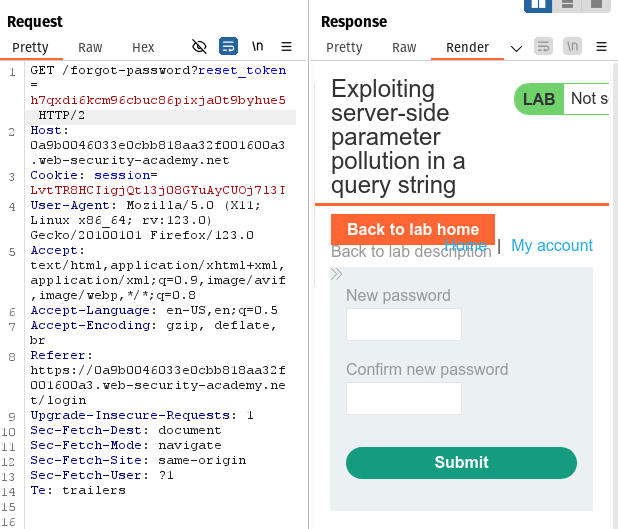 Request
Pretty Raw Hex
\n
1 GET /forgot-password?reset_token
=
h7qxdi6kcm96cbuc86pixja0t9byhue5
HTTP/2
2 Host:
0a9b0046033e0cbb818aa32f001600a3
.web-security-academy.net
3 Cookie: session=
LvtTR8HCIigjQtl3j08GYuAyCUOj7l3I
4 User-Agent: Mozilla/5.0 (X11;
Linux x86_64; rv:123.0)
Gecko/20100101 Firefox/123.0
5 Accept:
text/html,application/xhtml+xml,
application/xml;q=0.9,image/avif
,image/webp,*/*;q=0.8
6 Accept-Language: en-US,en;q=0.5
7 Accept-Encoding: gzip, deflate,
br
8 Referer:
https://0a9b0046033e0cbb818aa32f
001600a3.web-security-academy.ne
t/login
9 Upgrade-Insecure-Requests: 1
10 Sec-Fetch-Dest: document
11 Sec-Fetch-Mode: navigate
12 Sec-Fetch-Site: same-origin
13 Sec-Fetch-User: ?1
14 Te: trailers
15
16
Response
Pretty Raw Render
\n
Exploiting
server-side
parameter
pollution in a
query string
LAB Not s
Back to lab home
Home | My account
Back to lab description
New password
Confirm new password
Submit